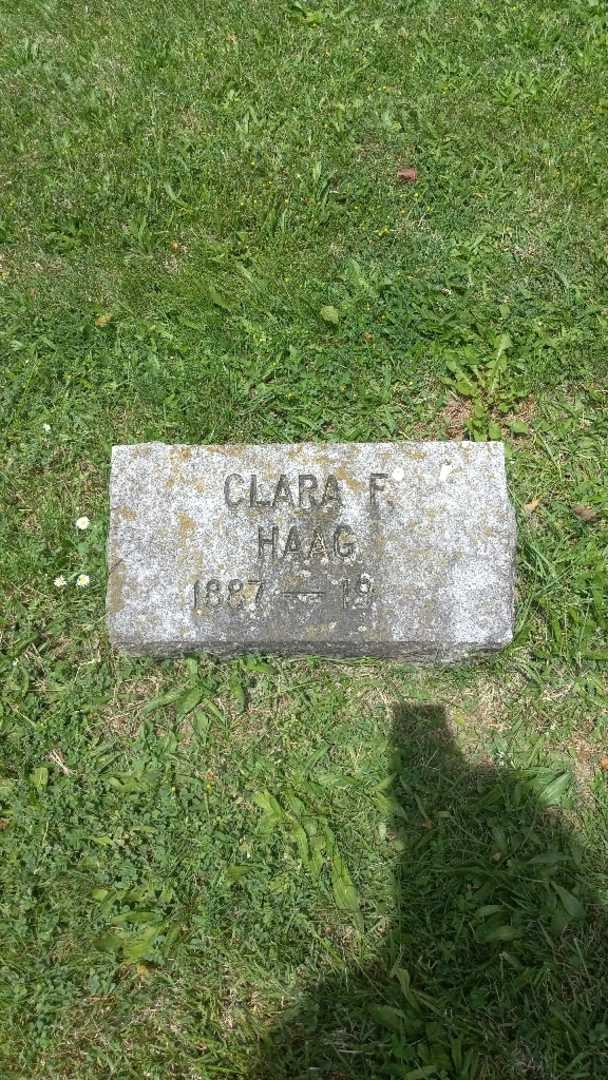 CLARA F.
HAAG
1887 — 19